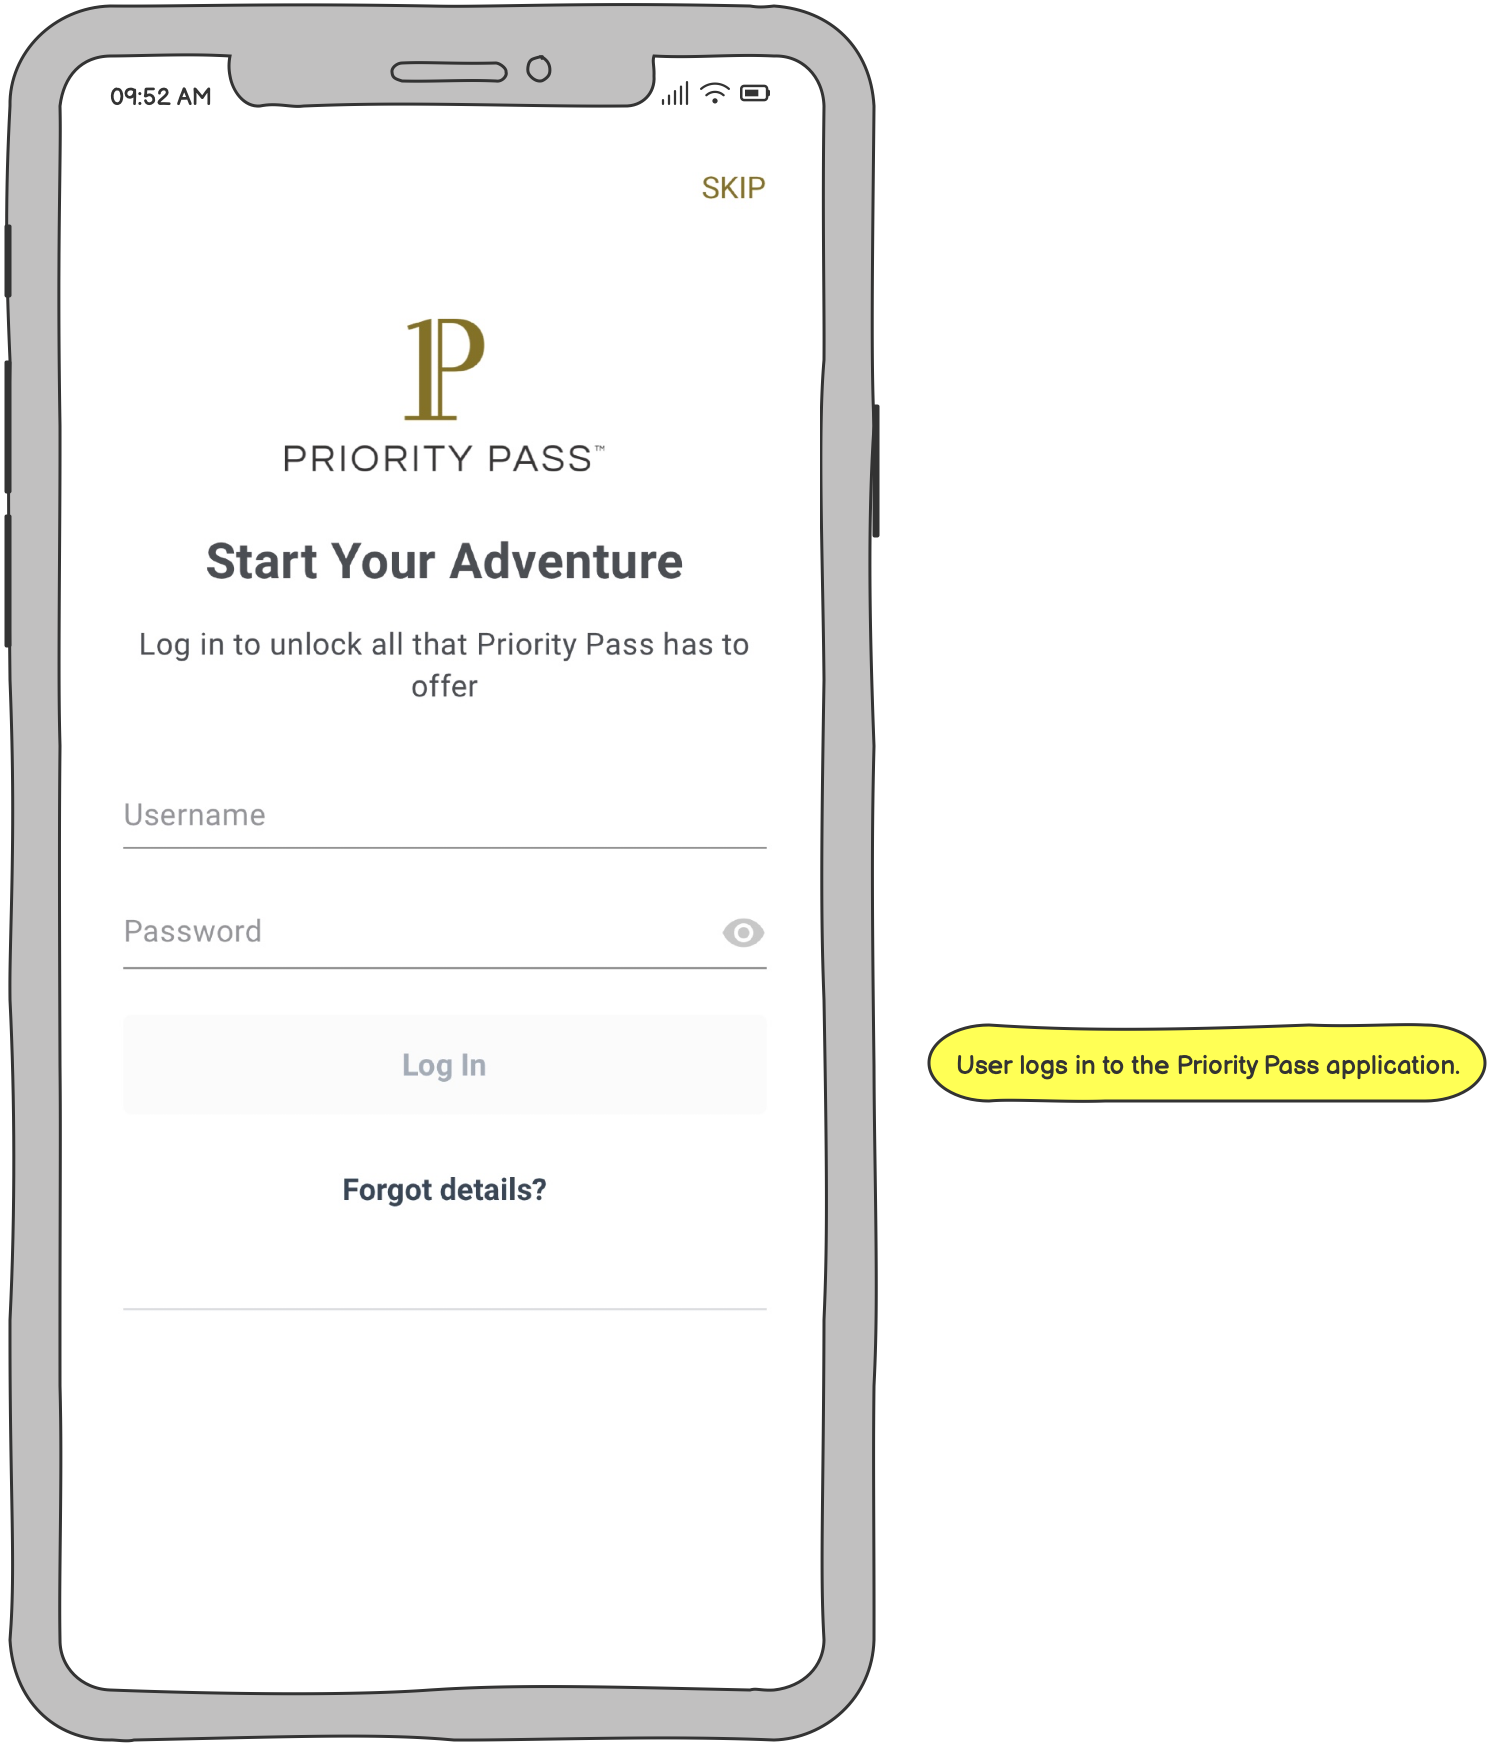 09:52 AM
SKIP
PRIORITY PASS™
Start Your Adventure
Log in to unlock all that Priority Pass has to
offer
Username
Password
Log In
User logs in to the Priority Pass application.
Forgot details?